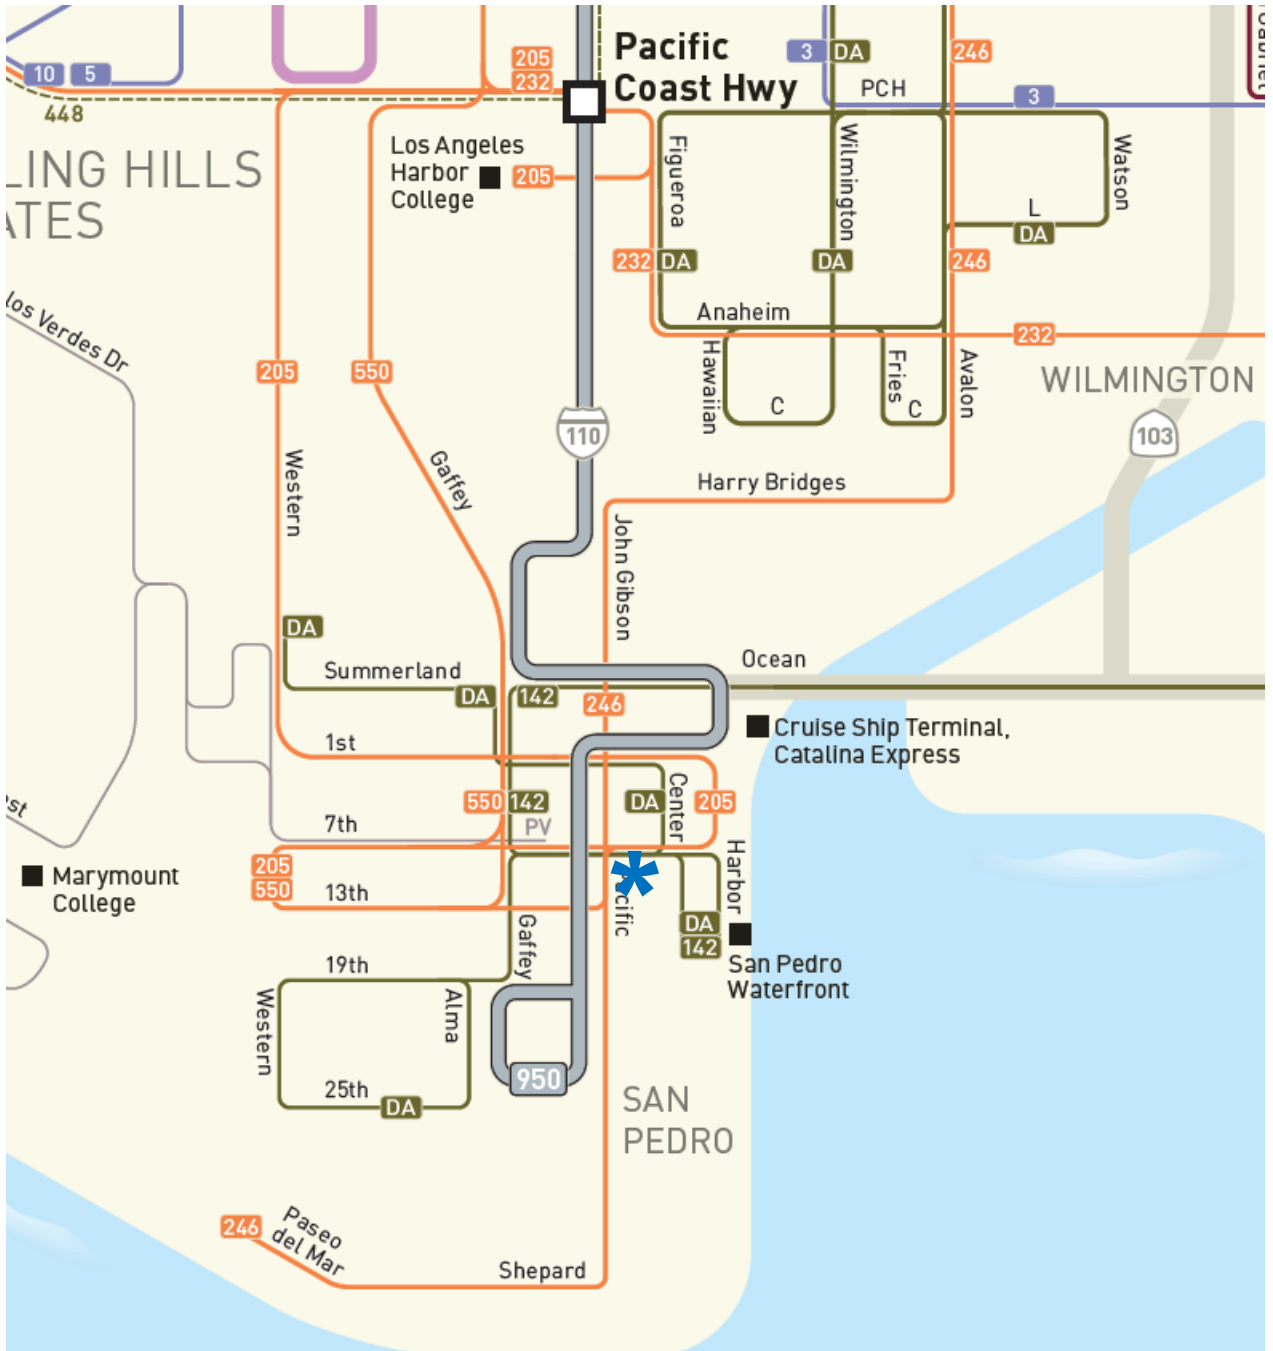 205
232
Pacific
Coast Hwy
3
DA
246
PCH
3
10
5
448
Los Angeles
Harbor
College
205
Figueroa
Wilmington
Watson
L
DA
LING HILLS
ATES
232
DA
DA
246
los Verdes Dr
Anaheim
232
205
550
Hawaiian
Fries
Avalon
C
C
WILMINGTON
110
103
Western
Gaffey
Harry Bridges
John Gibson
DA
Summerland
DA
142
246
Ocean
1st
Cruise Ship Terminal,
Catalina Express
550
142
DA
Center
205
7th
PV
est
Harbor
205
550
13th
Marymount
College
Gaffey
DA
142
San Pedro
Waterfront
19th
Western
Alma
25th
DA
950
SAN
PEDRO
246
Paseo
del Mar
Shepard